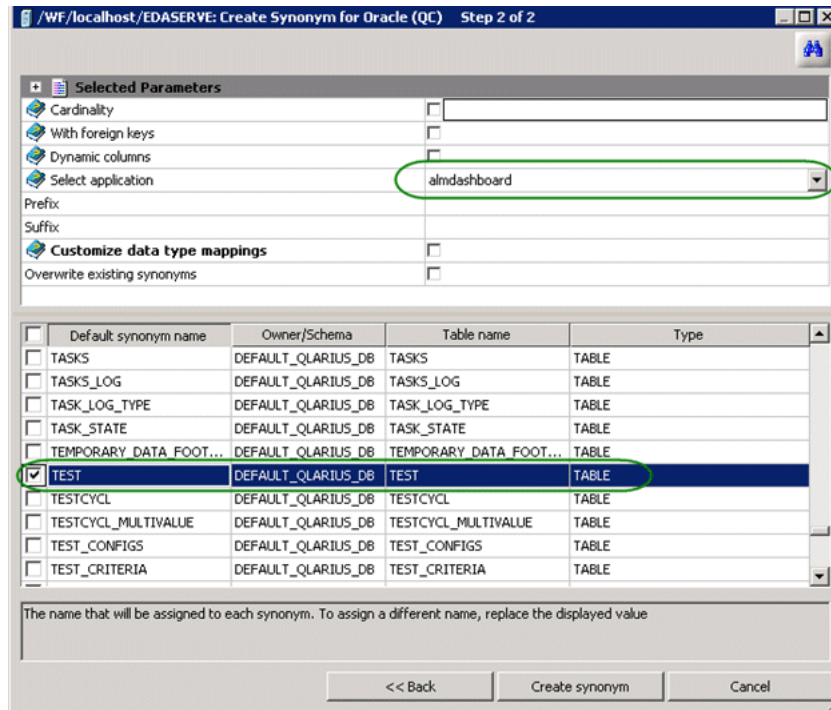 /WF/localhost/EDASERVE: Create Synonym for Oracle (QC) Step 2 of 2
Selected Parameters
Cardinality
With foreign keys
Dynamic columns
Select application almdashboard
Prefix
Suffix
Customize data type mappings
Overwrite existing synonyms
Default synonym name Owner/Schema Table name Type
TASKS DEFAULT_QLARIUS_DB TASKS TABLE
TASKS_LOG DEFAULT_QLARIUS_DB TASKS_LOG TABLE
TASK_LOG_TYPE DEFAULT_QLARIUS_DB TASK_LOG_TYPE TABLE
TASK_STATE DEFAULT_QLARIUS_DB TASK_STATE TABLE
TEMPORARY_DATA_FOOT... DEFAULT_QLARIUS_DB TEMPORARY_DATA_FOOT... TABLE
TEST DEFAULT_QLARIUS_DB TEST TABLE
TESTCYCL DEFAULT_QLARIUS_DB TESTCYCL TABLE
TESTCYCL_MULTIVALUE DEFAULT_QLARIUS_DB TESTCYCL_MULTIVALUE TABLE
TEST_CONFIGS DEFAULT_QLARIUS_DB TEST_CONFIGS TABLE
TEST_CRITERIA DEFAULT_QLARIUS_DB TEST_CRITERIA TABLE
The name that will be assigned to each synonym. To assign a different name, replace the displayed value
<< Back Create synonym Cancel